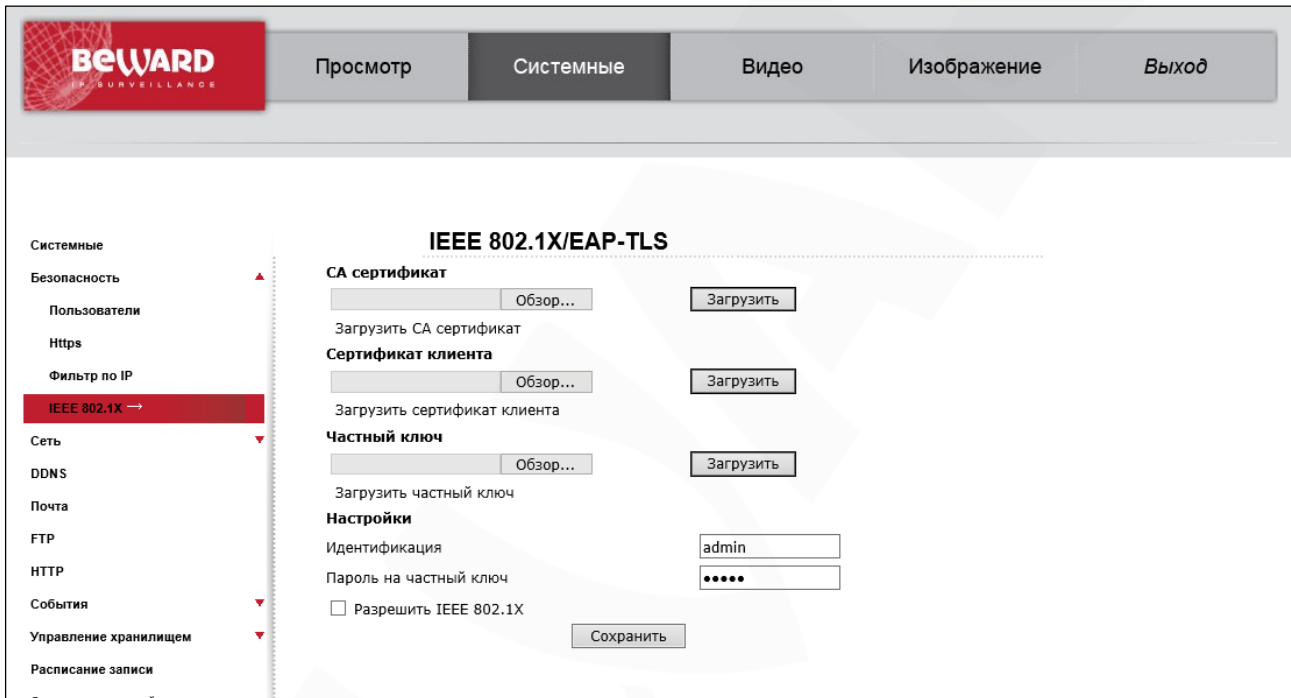 BEWARD
IP SURVEILLANCE
Просмотр
Системные
Видео
Изображение
Выход
Системные
Безопасность
Пользователи
Https
Фильтр по IP
IEEE 802.1X →
Сеть
DDNS
Почта
FTP
HTTP
События
Управление хранилищем
Расписание записи
IEEE 802.1X/EAP-TLS
CA сертификат
Обзор... Загрузить
Загрузить CA сертификат
Сертификат клиента
Обзор... Загрузить
Загрузить сертификат клиента
Частный ключ
Обзор... Загрузить
Загрузить частный ключ
Настройки
Идентификация admin
Пароль на частный ключ •••••
Разрешить IEEE 802.1X
Сохранить